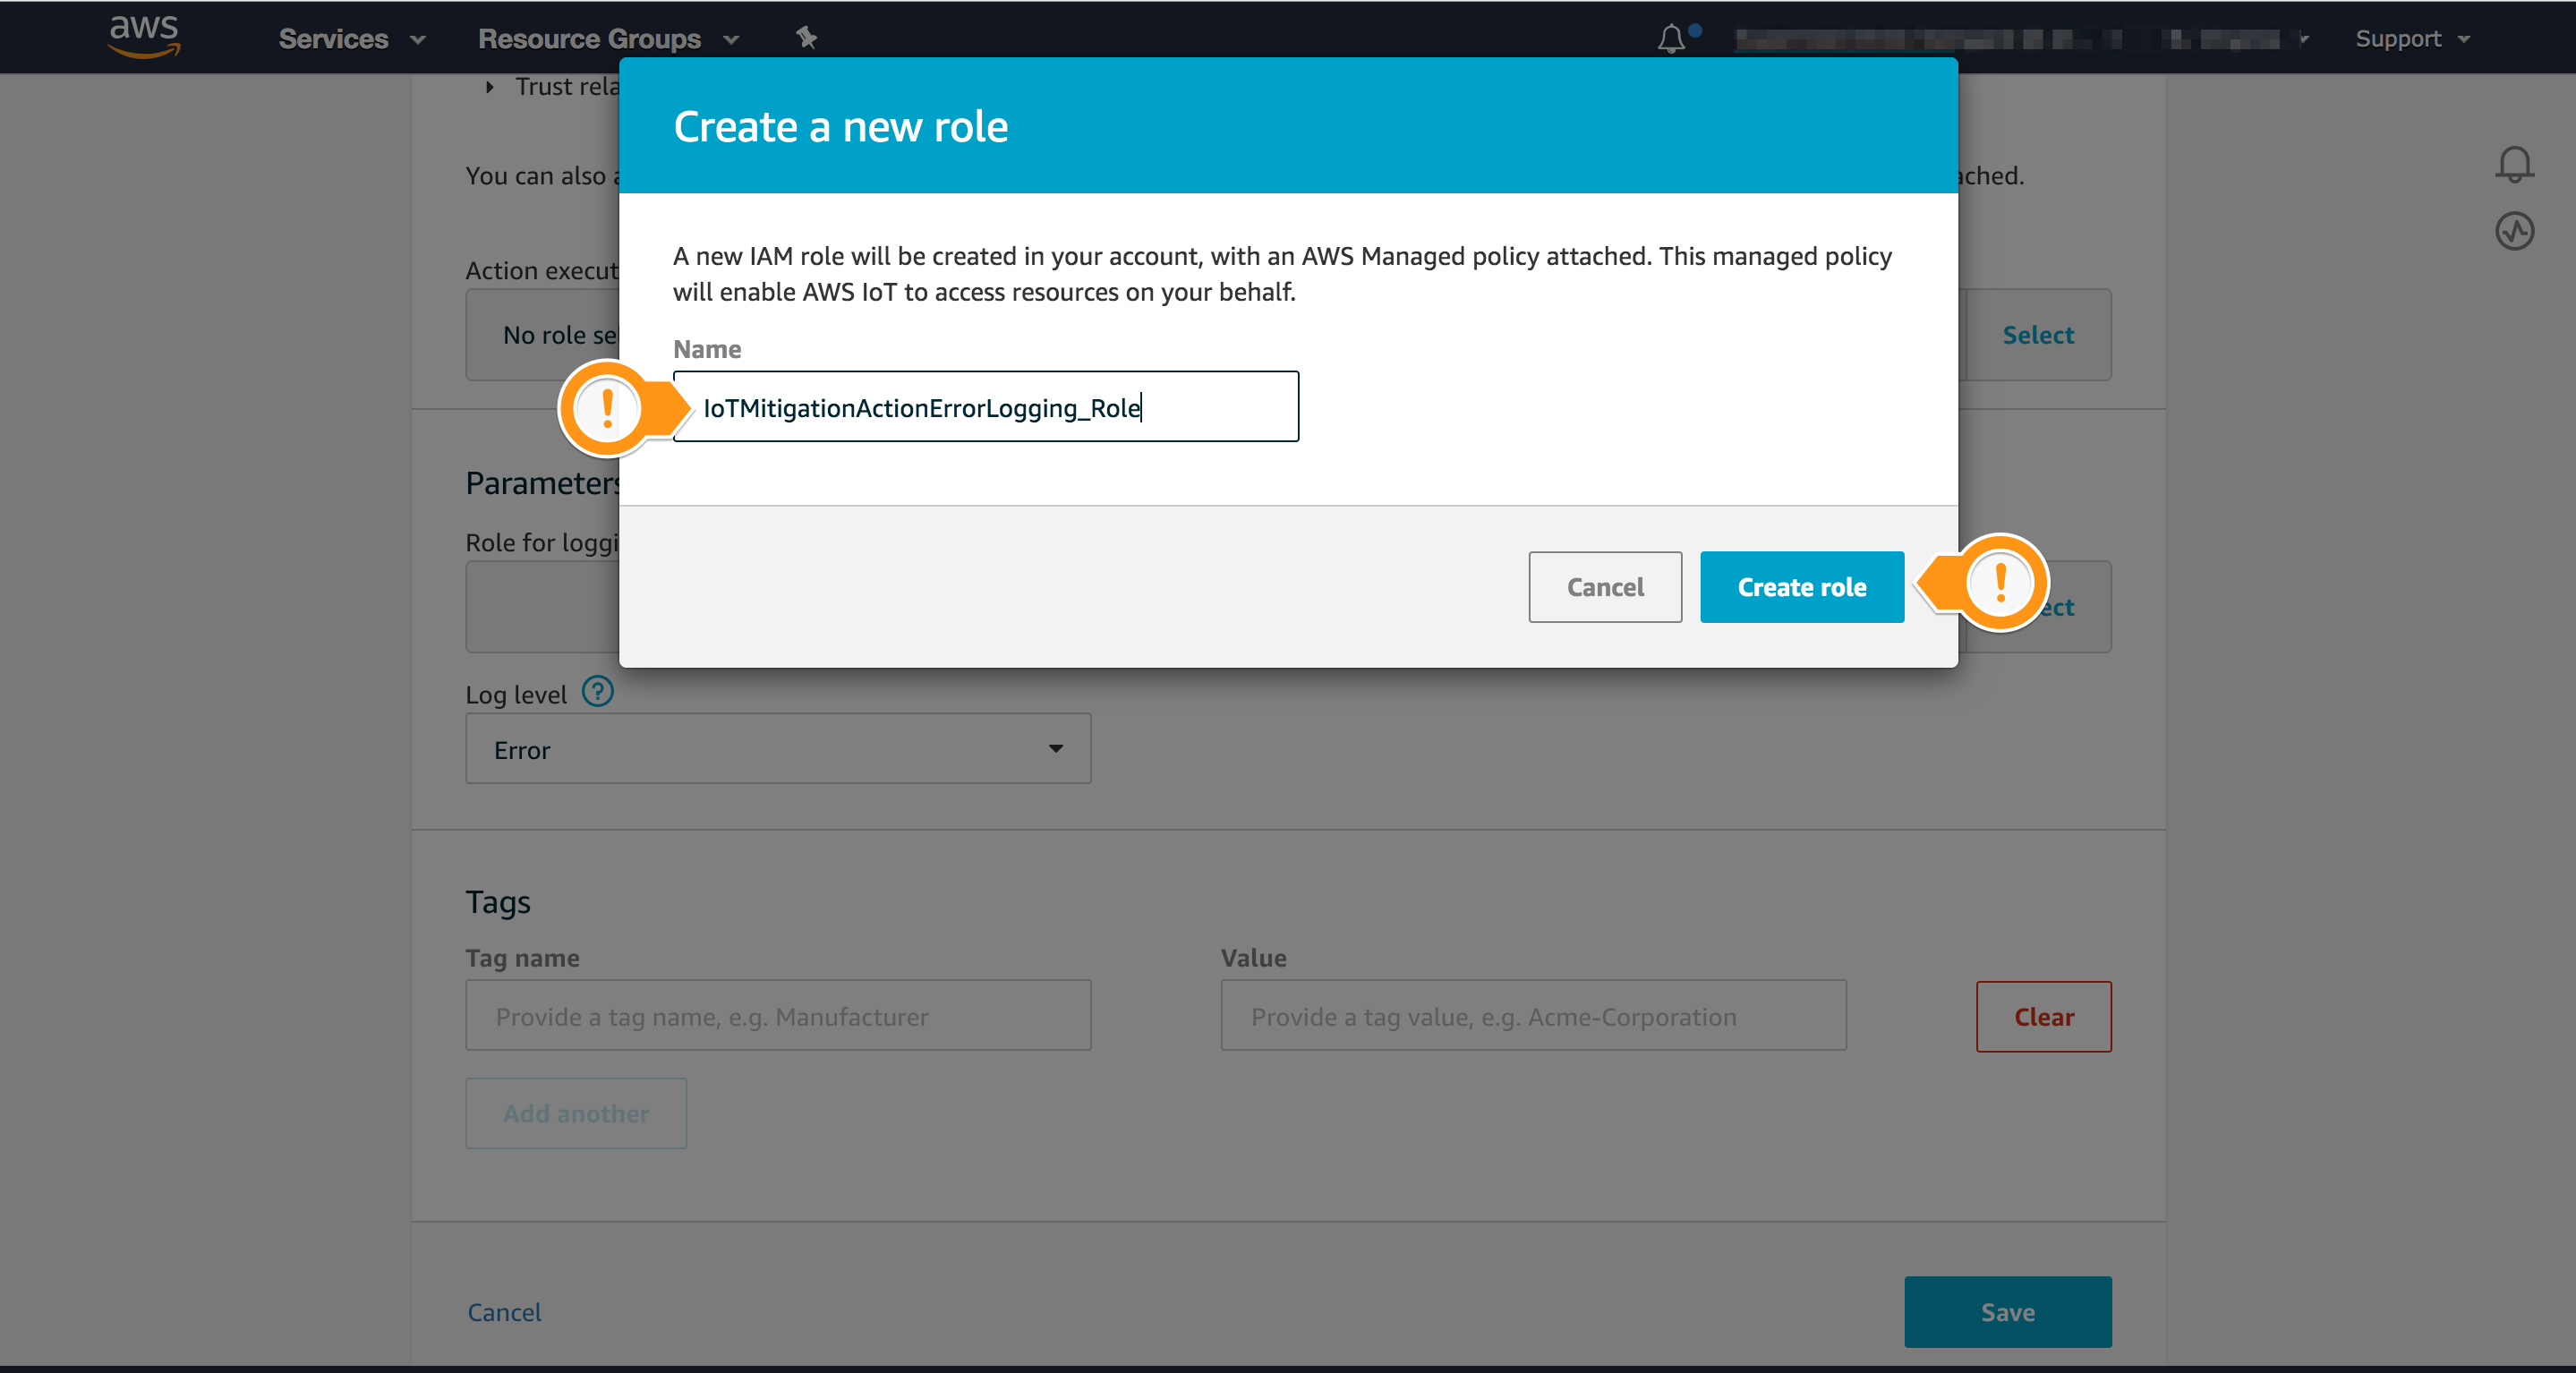 aws
Services
Resource Groups
Support
Trust rela
Create a new role
You can also
ached.
A new IAM role will be created in your account, with an AWS Managed policy attached. This managed policy
will enable AWS IoT to access resources on your behalf.
Action execut
No role se
Select
Name
IoTMitigationActionErrorLogging_Role
Parameters
Role for loggi
ect
Cancel
Create role
Log level ?
Error
Tags
Tag name
Value
Provide a tag name, e.g. Manufacturer
Provide a tag value, e.g. Acme-Corporation
Clear
Add another
Cancel
Save